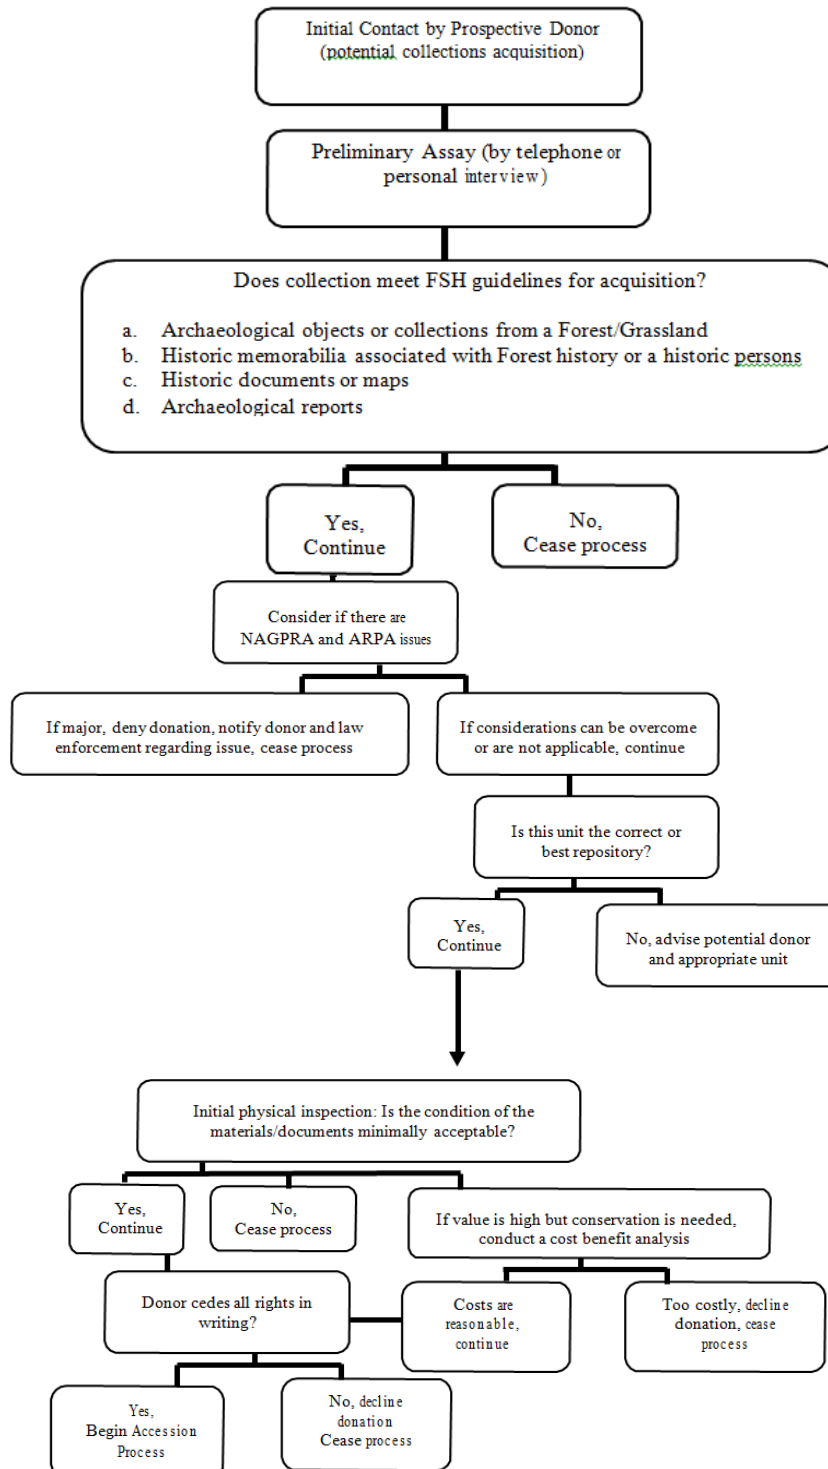 Initial Contact by Prospective Donor
(potential collections acquisition)
Preliminary Assay (by telephone or
personal interview)
Does collection meet FSH guidelines for acquisition?
a. Archaeological objects or collections from a Forest/Grassland
b. Historic memorabilia associated with Forest history or a historic persons
c. Historic documents or maps
d. Archaeological reports
Yes,
Continue
No,
Cease process
Consider if there are
NAGPRA and ARPA issues
If major, deny donation, notify donor and law
enforcement regarding issue, cease process
If considerations can be overcome
or are not applicable, continue
Is this unit the correct or
best repository?
Yes,
Continue
No, advise potential donor
and appropriate unit
Initial physical inspection: Is the condition of the
materials/documents minimally acceptable?
Yes,
Continue
No,
Cease process
If value is high but conservation is needed,
conduct a cost benefit analysis
Donor cedes all rights in
writing?
Costs are
reasonable,
continue
Too costly, decline
donation, cease
process
Yes,
Begin Accession
Process
No, decline
donation
Cease process